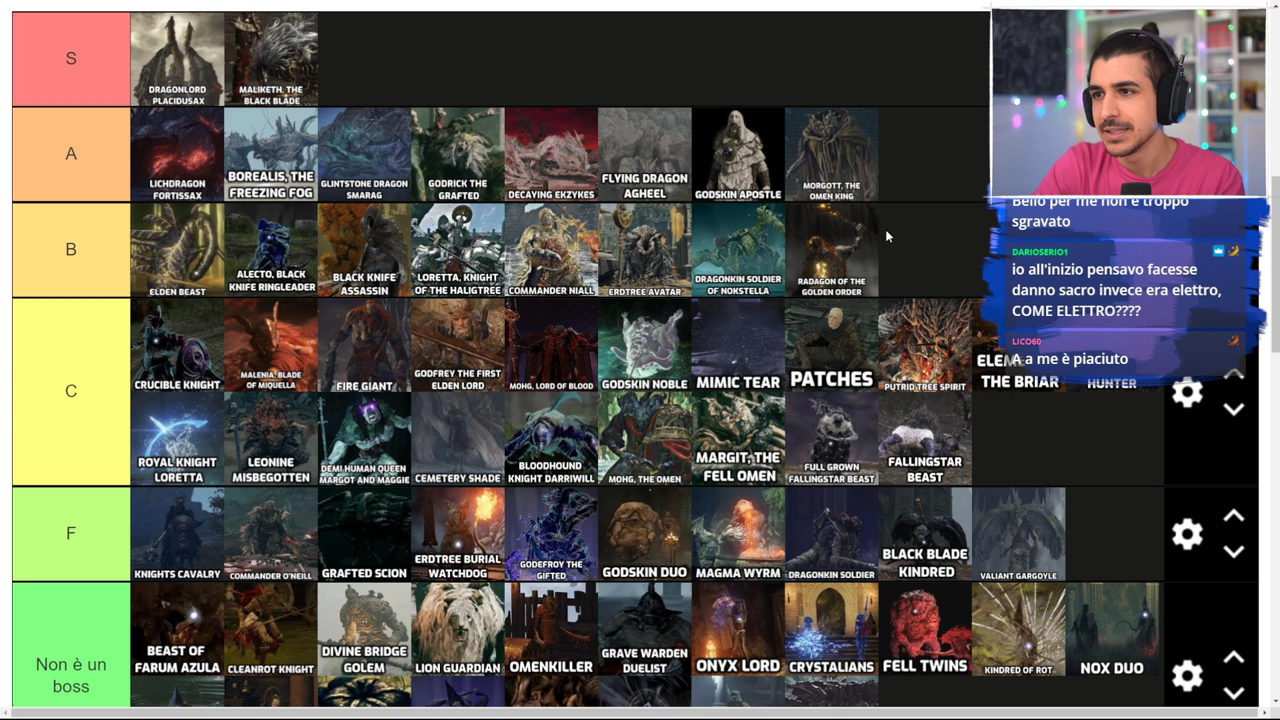 S
DRAGONLORD
PLACIDUSAX
MALIKETH, THE
BLACK BLADE
A
LICHDRAGON
FORTISSAX
BOREALIS, THE
FREEZING FOG
GLINTSTONE DRAGON
SMARAG
GODRICK THE
GRAFTED
DECAYING EKZYKES
FLYING DRAGON
AGHEEL
GODSKIN APOSTLE
MORGOTT, THE
OMEN KING
B
ELDEN BEAST
ALECTO, BLACK
KNIFE RINGLEADER
BLACK KNIFE
ASSASSIN
LORETTA, KNIGHT
OF THE HALIGTREE
COMMANDER NIALL
ERDTREE AVATAR
DRAGONKIN SOLDIER
OF NOKSTELLA
RADAGON OF THE
GOLDEN ORDER
Bello per me non è troppo
sgravato
DARIOSERIO1
io all'inizio pensavo facesse
danno sacro invece era elettro,
COME ELETTRO????
LICO60
A a me è piaciuto
C
CRUCIBLE KNIGHT
MALENIA, BLADE
OF MIQUELLA
FIRE GIANT
GODFREY THE FIRST
ELDEN LORD
MOHG, LORD OF BLOOD
GODSKIN NOBLE
MIMIC TEAR
PATCHES
PUTRID TREE SPIRIT
ELEM
THE BRIAR
HUNTER
ROYAL KNIGHT
LORETTA
LEONINE
MISBEGOTTEN
DEMI HUMAN QUEEN
MARGOT AND MAGGIE
CEMETERY SHADE
BLOODHOUND
KNIGHT DARRIWILL
MOHG, THE OMEN
MARGIT, THE
FELL OMEN
FULL GROWN
FALLINGSTAR BEAST
FALLINGSTAR
BEAST
F
KNIGHTS CAVALRY
COMMANDER O'NEILL
GRAFTED SCION
ERDTREE BURIAL
WATCHDOG
GODEFROY THE
GIFTED
GODSKIN DUO
MAGMA WYRM
DRAGONKIN SOLDIER
BLACK BLADE
KINDRED
VALIANT GARGOYLE
Non è un
boss
BEAST OF
FARUM AZULA
CLEANROT KNIGHT
DIVINE BRIDGE
GOLEM
LION GUARDIAN
OMENKILLER
GRAVE WARDEN
DUELIST
ONYX LORD
CRYSTALIANS
FELL TWINS
KINDRED OF ROT
NOX DUO